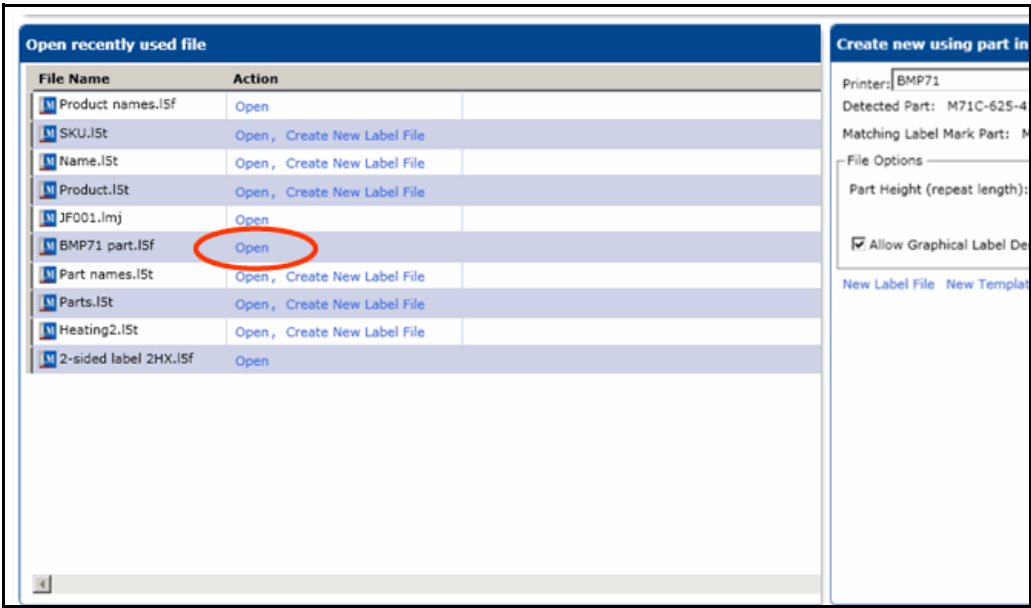 Open recently used file
File Name Action
Product names.l5f Open
SKU.l5t Open, Create New Label File
Name.l5t Open, Create New Label File
Product.l5t Open, Create New Label File
JF001.lmj Open
BMP71 part.l5f Open
Part names.l5t Open, Create New Label File
Parts.l5t Open, Create New Label File
Heating2.l5t Open, Create New Label File
2-sided label 2HX.l5f Open
Create new using part in
Printer: BMP71
Detected Part: M71C-625-4
Matching Label Mark Part:
File Options
Part Height (repeat length):
Allow Graphical Label De
New Label File New Templat